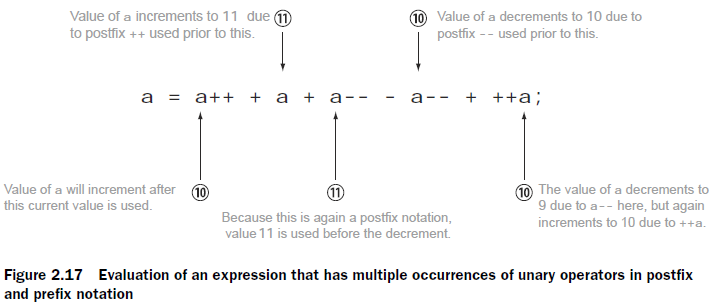 Value of a increments to 11 due ⑪
to postfix ++ used prior to this.
⑩ Value of a decrements to 10 due to
postfix -- used prior to this.
a = a++ + a + a-- - a-- + ++a;
Value of a will increment after ⑩
this current value is used.
⑪
Because this is again a postfix notation,
value 11 is used before the decrement.
⑩ The value of a decrements to
9 due to a-- here, but again
increments to 10 due to ++a.
Figure 2.17 Evaluation of an expression that has multiple occurrences of unary operators in postfix
and prefix notation